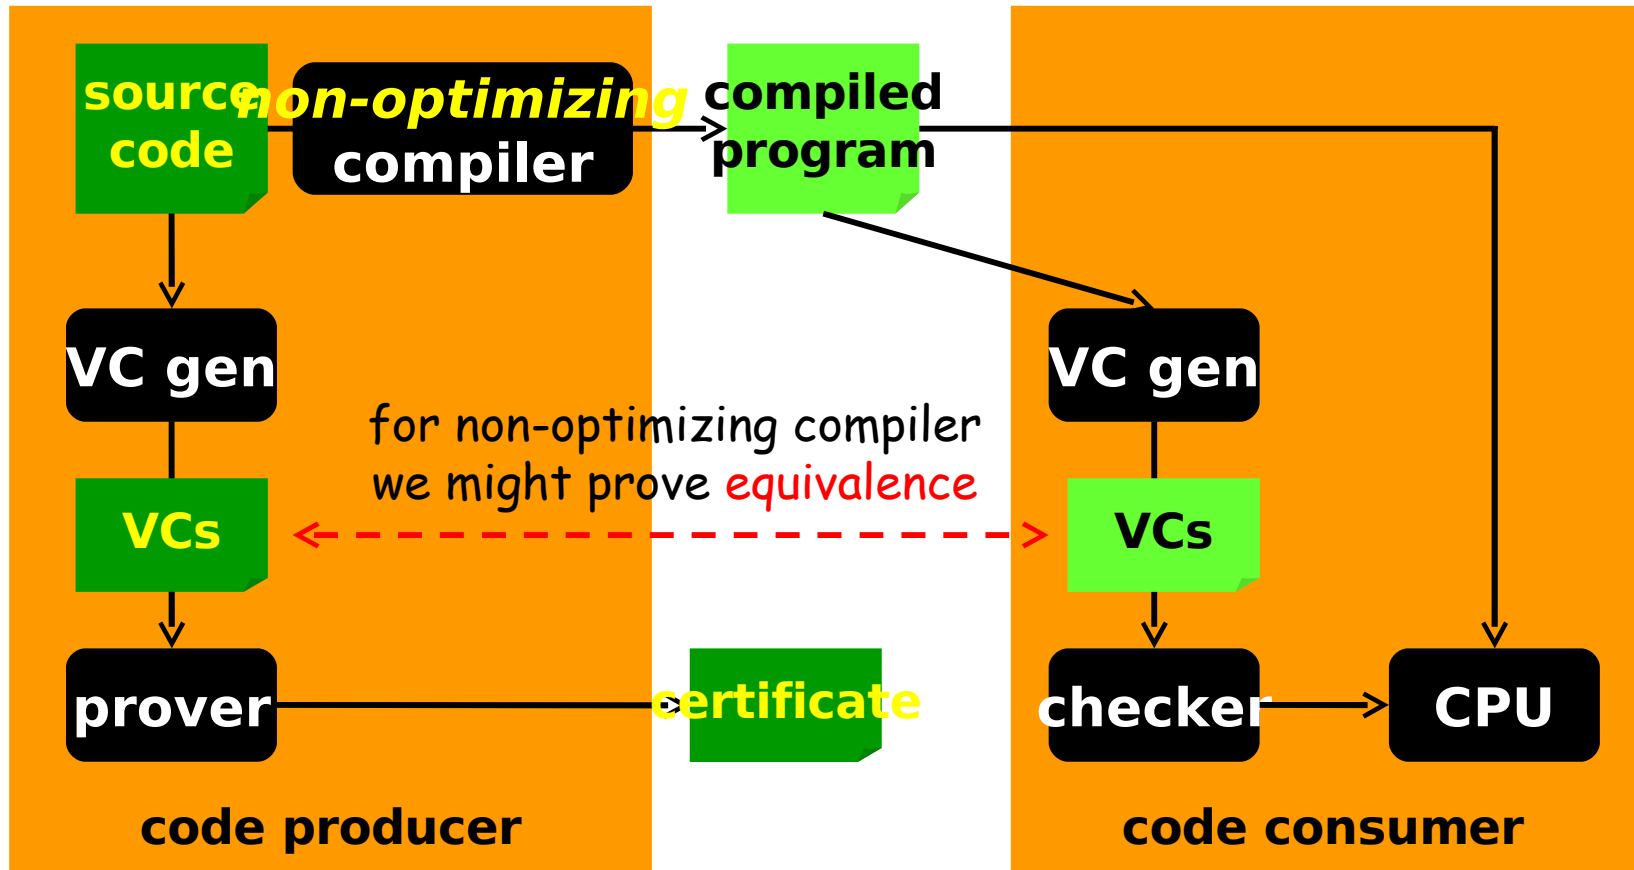 source
code
non-optimizing
compiler
compiled
program
VC gen
VC gen
for non-optimizing compiler
we might prove equivalence
VCs
VCs
prover
certificate
checker
CPU
code producer
code consumer